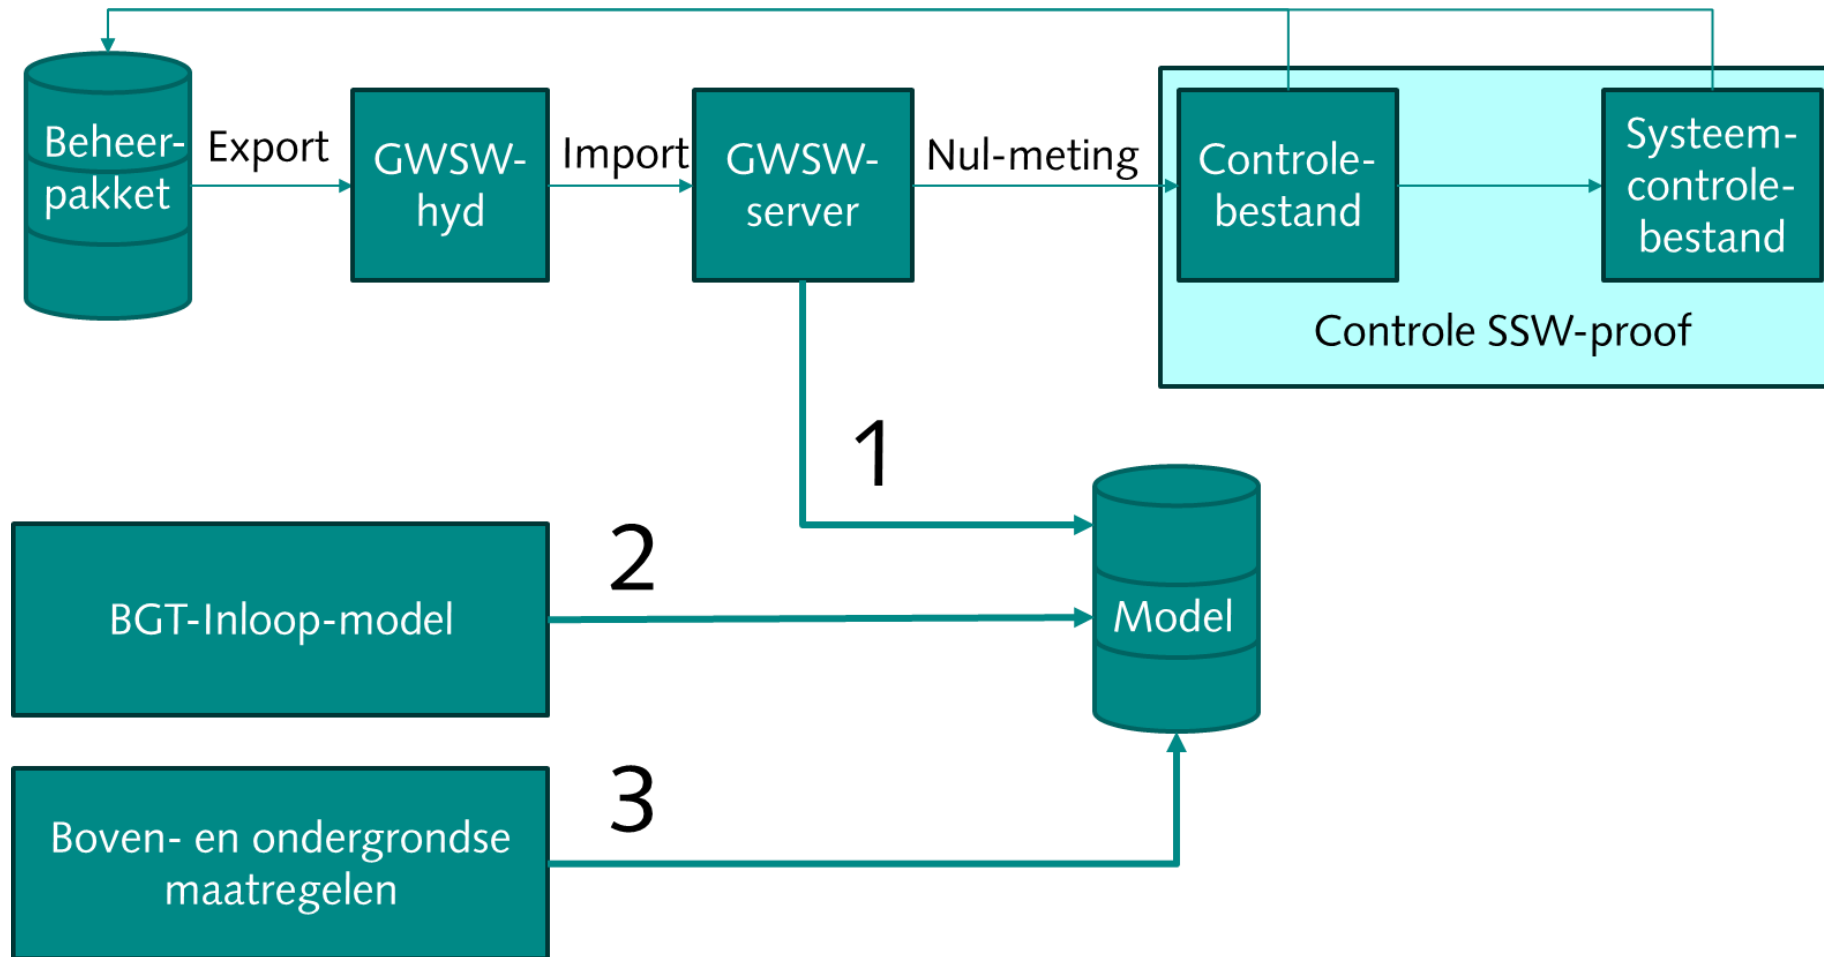 Beheer-
pakket
Export
GWSW-
hyd
Import
GWSW-
server
Nul-meting
Controle-
bestand
Systeem-
controle-
bestand
Controle SSW-proof
1
2
BGT-Inloop-model
Model
3
Boven- en ondergrondse
maatregelen